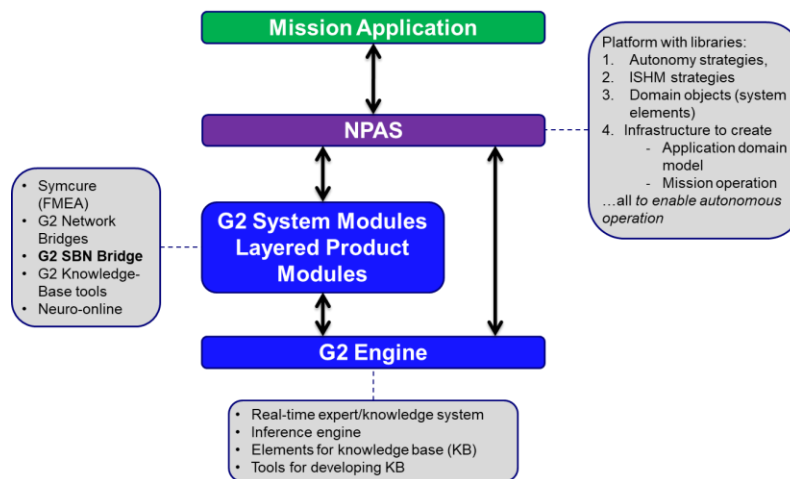 Mission Application
Platform with libraries:
1. Autonomy strategies,
2. ISHM strategies
3. Domain objects (system
elements)
4. Infrastructure to create
- Application domain
model
- Mission operation
…all to enable autonomous
operation
NPAS
• Symcure
(FMEA)
• G2 Network
Bridges
• G2 SBN Bridge
• G2 Knowledge-
Base tools
• Neuro-online
G2 System Modules
Layered Product
Modules
G2 Engine
• Real-time expert/knowledge system
• Inference engine
• Elements for knowledge base (KB)
• Tools for developing KB